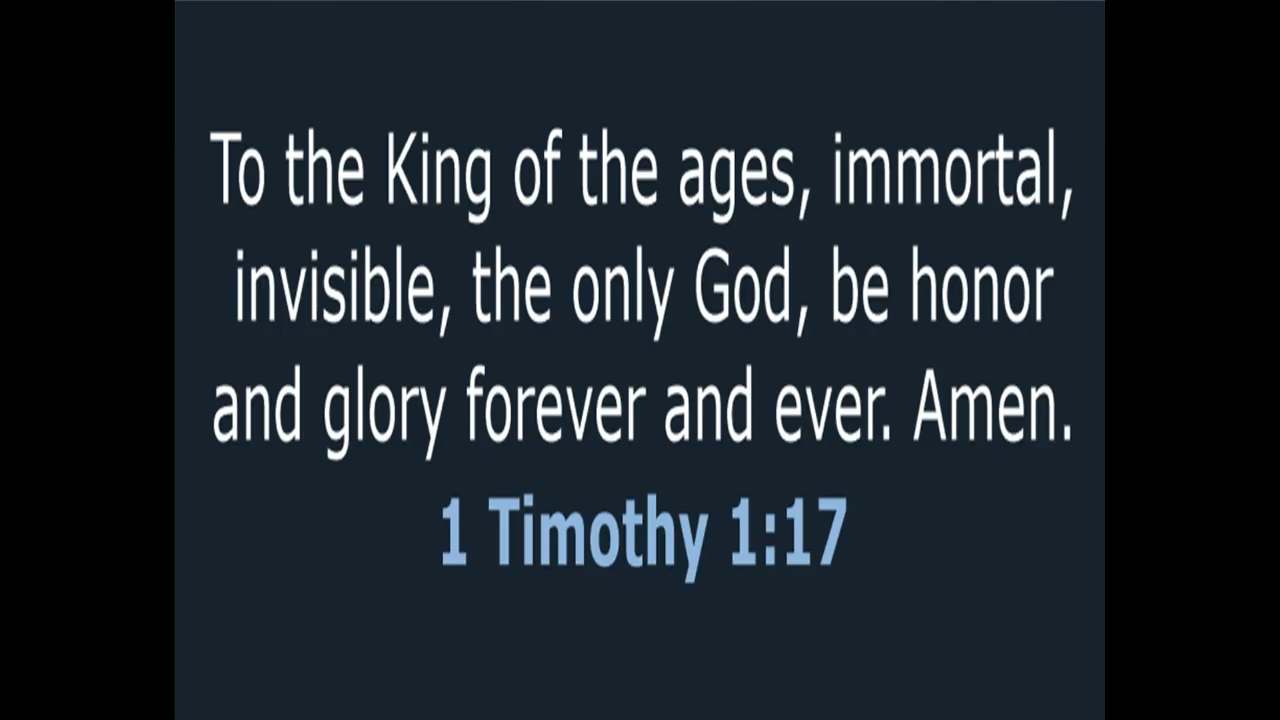 To the King of the ages, immortal,
invisible, the only God, be honor
and glory forever and ever. Amen.
1 Timothy 1:17